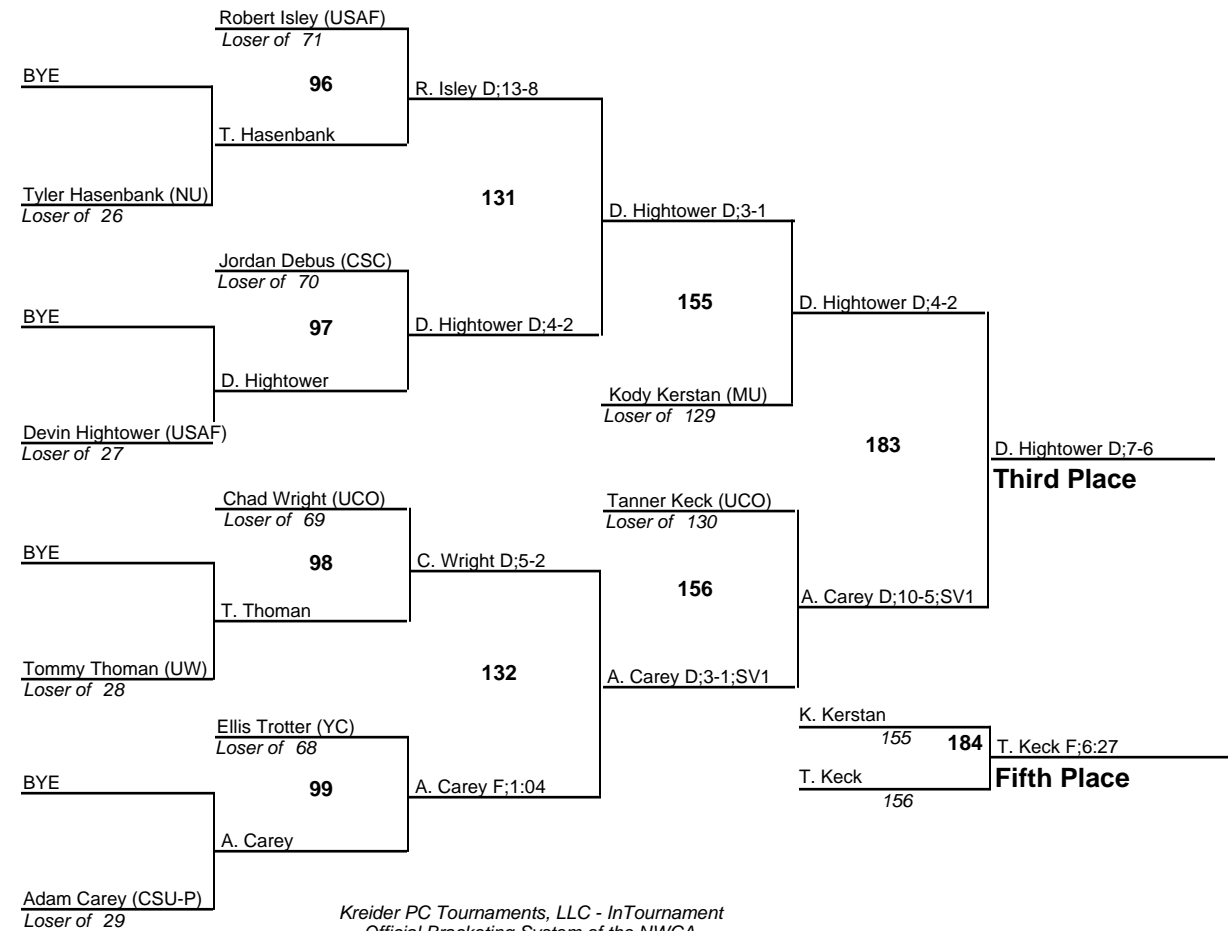 Robert Isley (USAF)
Loser of 71
BYE
96
R. Isley D;13-8
T. Hasenbank
Tyler Hasenbank (NU)
Loser of 26
131
D. Hightower D;3-1
Jordan Debus (CSC)
Loser of 70
BYE
97
D. Hightower D;4-2
155
D. Hightower D;4-2
D. Hightower
Kody Kerstan (MU)
Loser of 129
Devin Hightower (USAF)
Loser of 27
183
D. Hightower D;7-6
Third Place
Chad Wright (UCO)
Loser of 69
Tanner Keck (UCO)
Loser of 130
BYE
98
C. Wright D;5-2
156
A. Carey D;10-5;SV1
T. Thoman
Tommy Thoman (UW)
Loser of 28
132
A. Carey D;3-1;SV1
Ellis Trotter (YC)
Loser of 68
K. Kerstan
155
184
T. Keck F;6:27
BYE
99
A. Carey F;1:04
T. Keck
Fifth Place
156
A. Carey
Adam Carey (CSU-P)
Loser of 29
Kreider PC Tournaments, LLC - InTournament
Official Bracketing System of the NWCA